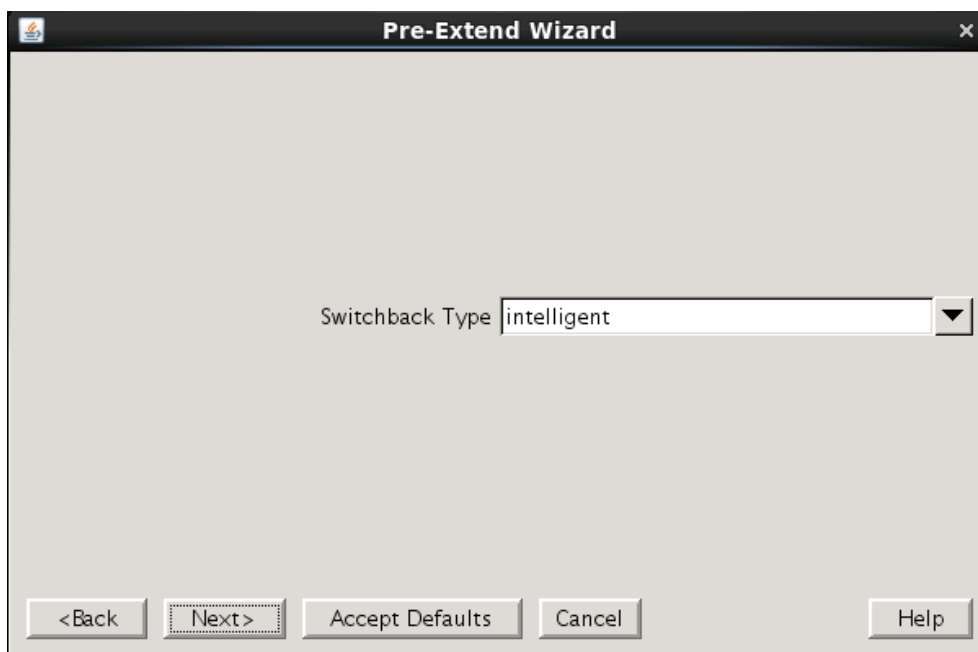 Pre-Extend Wizard
Switchback Type intelligent
<Back Next> Accept Defaults Cancel Help